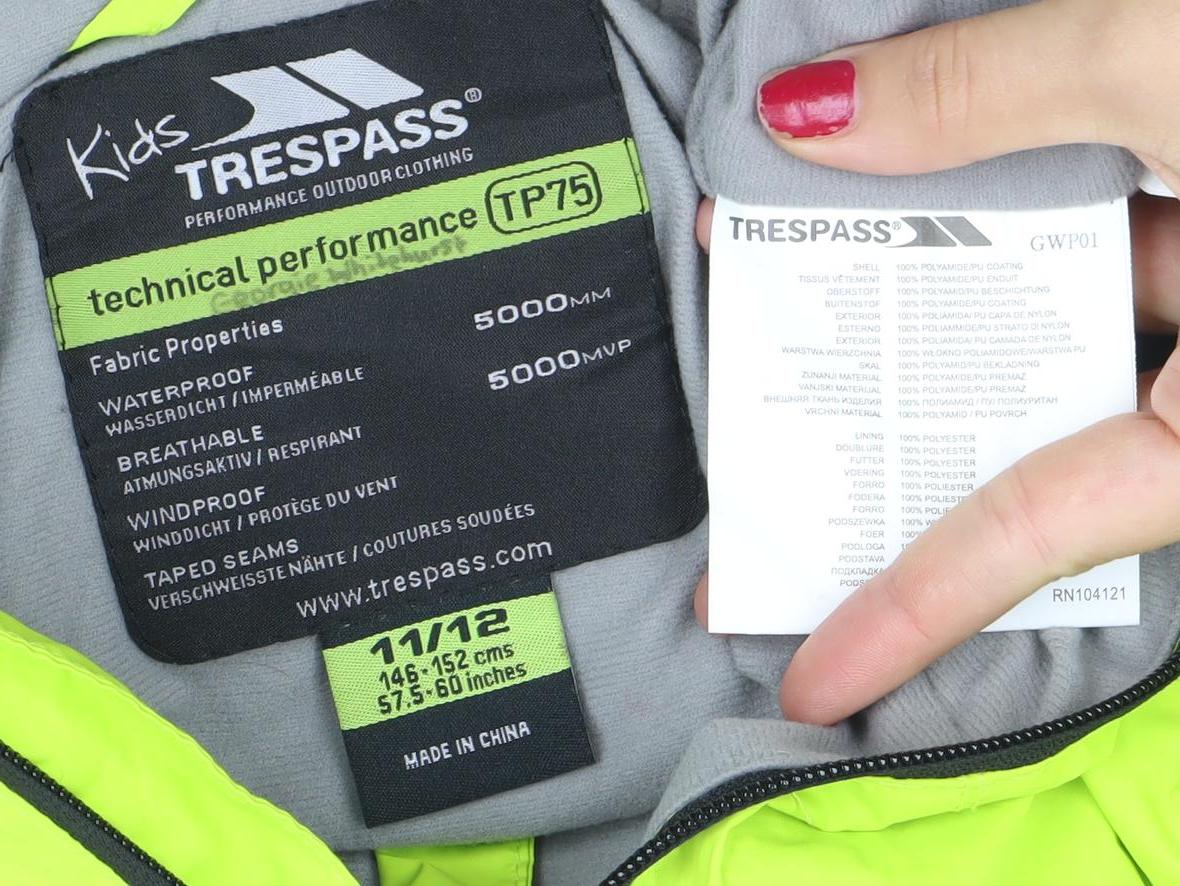 Kids
TRESPASS®
PERFORMANCE OUTDOOR CLOTHING
technical performance TP75
Fabric Properties
WATERPROOF 5000MM
WASSERDICHT / IMPERMÉABLE
BREATHABLE 5000MVP
ATMUNGSAKTIV / RESPIRANT
WINDPROOF
WINDDICHT / PROTÈGE DU VENT
TAPED SEAMS
VERSCHWEISSTE NÄHTE / COUTURES SOUDÉES
www.trespass.com
11/12
146-152 cms
57.5-60 inches
MADE IN CHINA
TRESPASS®
GWP01
SHELL 100% POLYAMIDE/PU COATING
TISSUS VÊTEMENT 100% POLYAMIDE/PU ENDUIT
OBERSTOFF 100% POLYAMID/PU BESCHICHTUNG
BUITENSTOF 100% POLYAMIDE/PU COATING
EXTERIOR 100% POLIAMIDA/ PU CAPA DE NYLON
ESTERNO 100% POLIAMMIDE/PU STRATO DI NYLON
EXTERIOR 100% POLIAMIDA/ PU CAMADA DE NYLON
WARSTWA WIERZCHNIA 100% WŁOKNO POLIAMIDOWE/WARSTWA PU
SKAL 100% POLYAMID/PU BEKLADNING
ZUNANJI MATERIAL 100% POLYAMIDE/PU PREMAZ
VANJSKI MATERIJAL 100% POLYAMIDE/PU PREMAZ
ВНЕШНЯЯ ТКАНЬ ИЗДЕЛИЯ 100% ПОЛИАМИД / ПУ/ ПОЛИУРИТАН
VRCHNI MATERIAL 100% POLYAMID / PU POVRCH
LINING 100% POLYESTER
DOUBLURE 100% POLYESTER
FUTTER 100% POLYESTER
VOERING 100% POLYESTER
FORRO 100% POLIESTER
FODERA 100%
FORRO 100%
PODSZEWKA 100%
FOER 100%
PODLOGA
PODSTAVA
ПОДКЛАДКА
RN104121